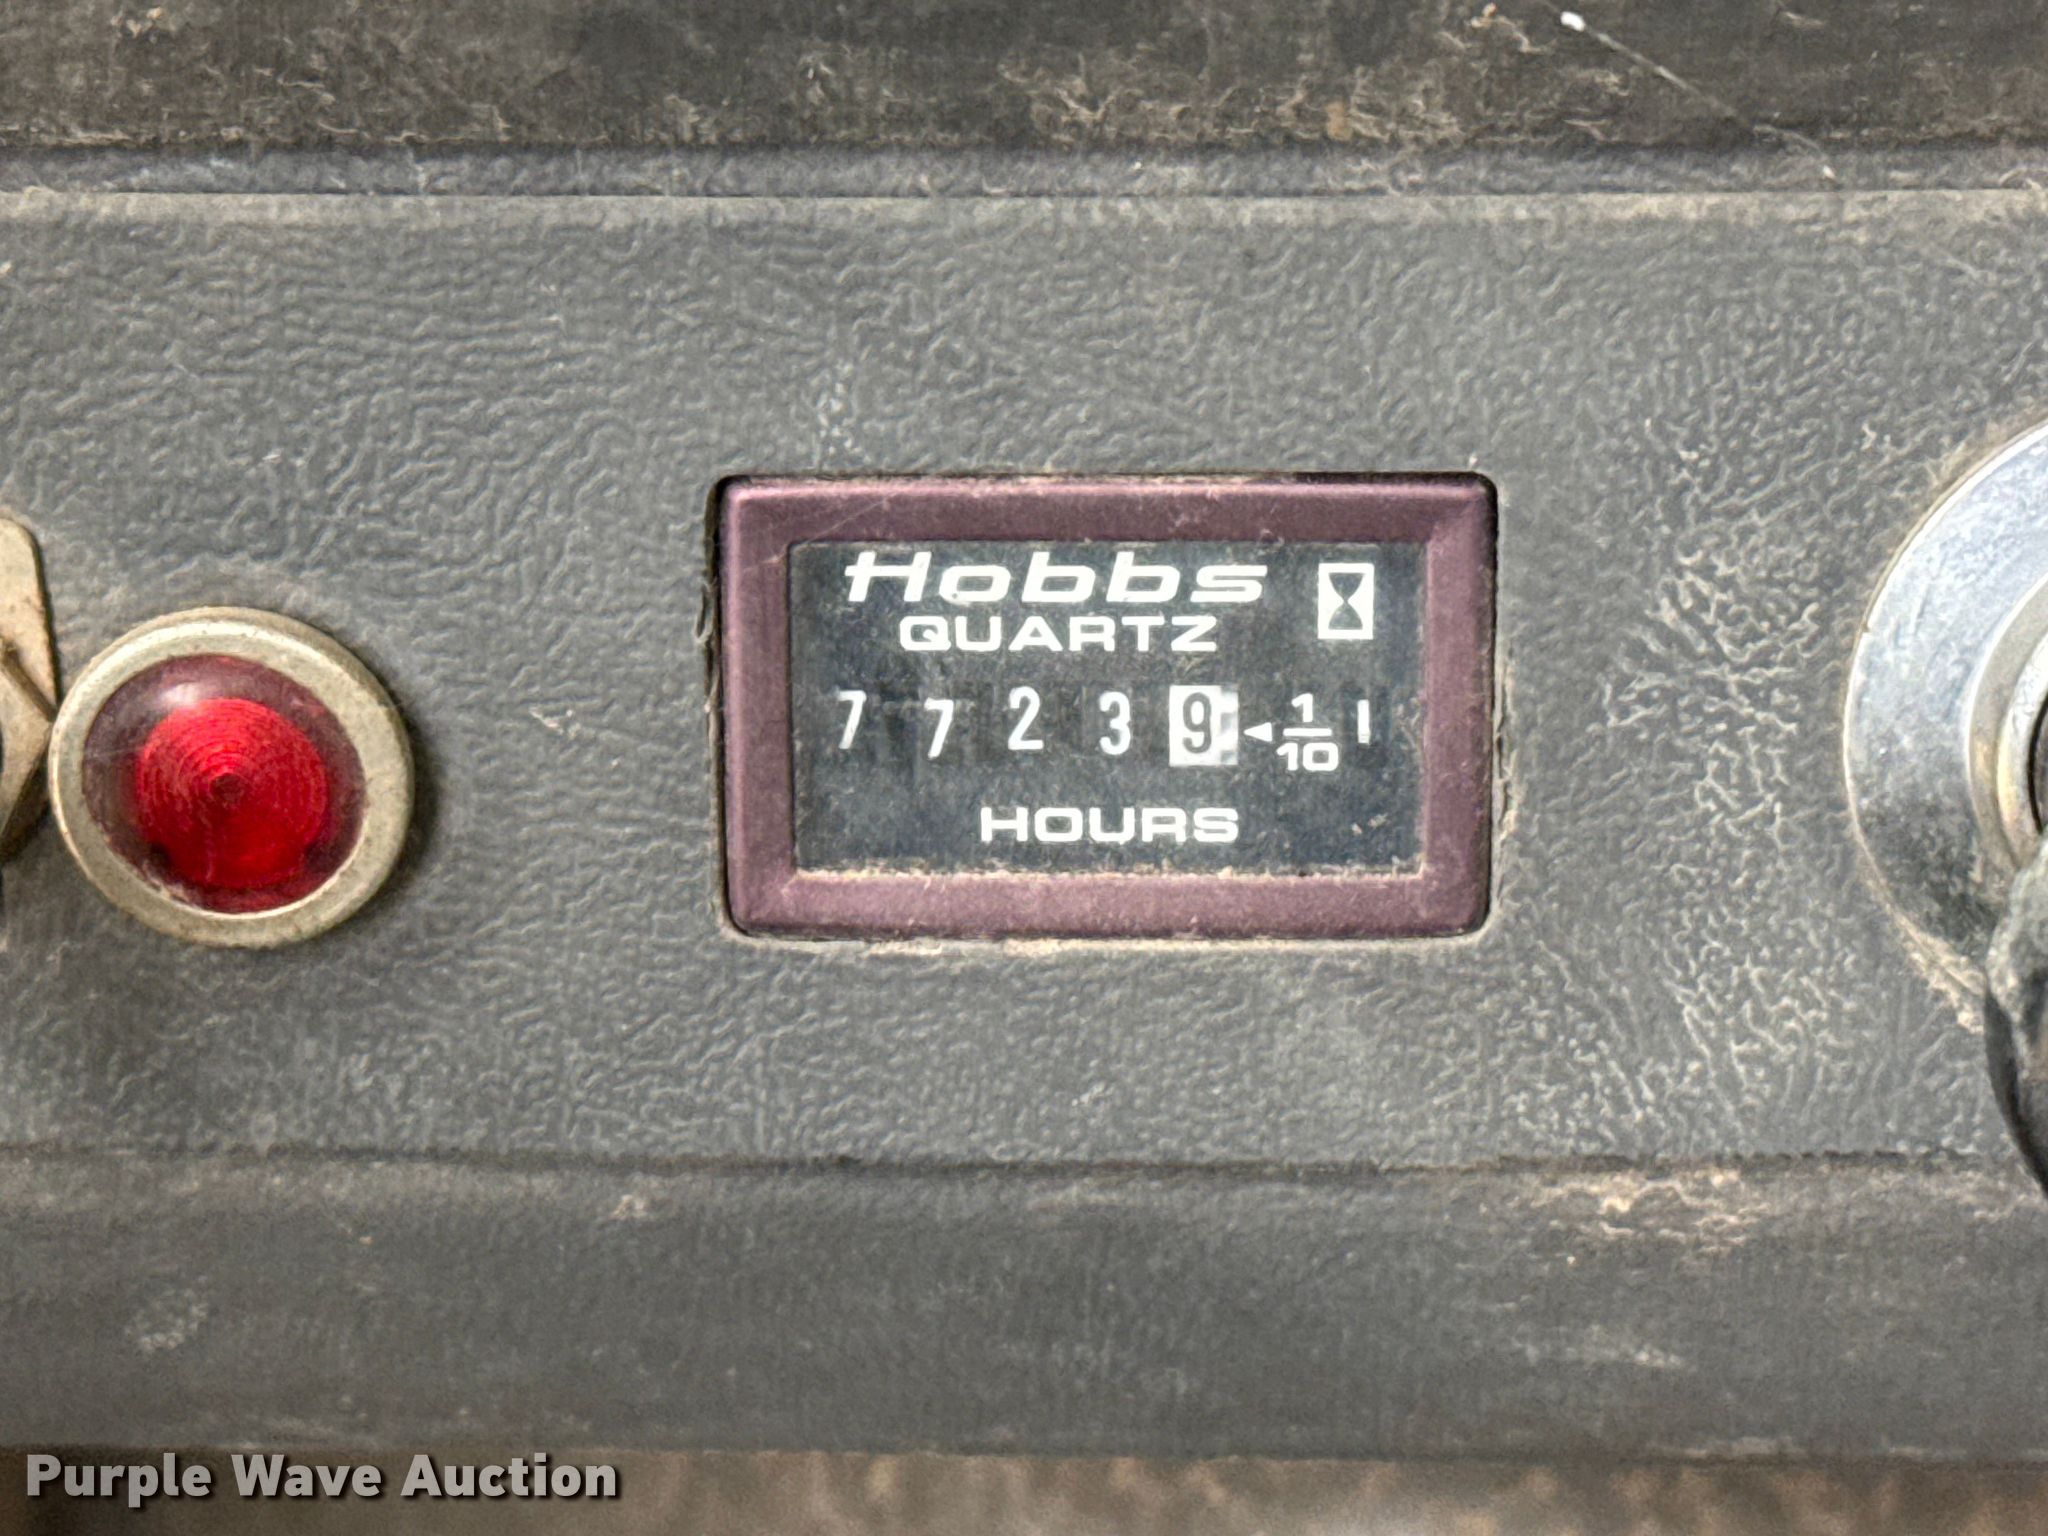 Hobbs
QUARTZ
7 7 2 3 9 ◄ 1/10
HOURS
Purple Wave Auction